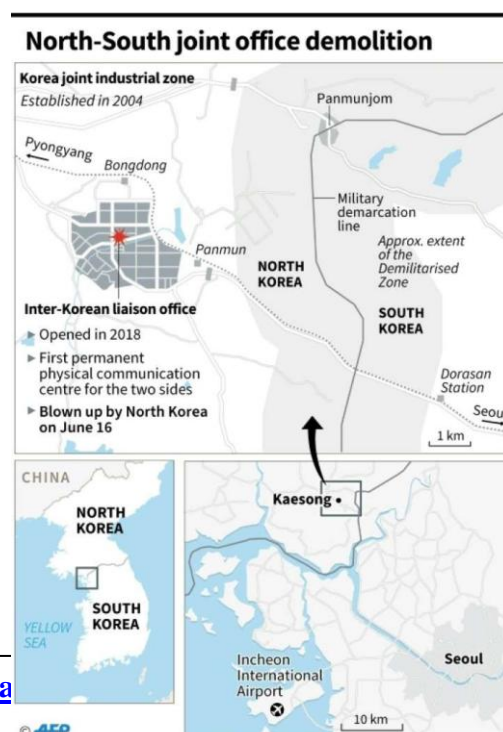 North-South joint office demolition
Korea joint industrial zone
Established in 2004
Panmunjom
Pyongyang
Bongdong
Military
demarcation
line
Approx. extent
of the
Demilitarised
Zone
Panmun
NORTH
KOREA
SOUTH
KOREA
Inter-Korean liaison office
▶ Opened in 2018
▶ First permanent
physical communication
centre for the two sides
▶ Blown up by North Korea
on June 16
Dorasan
Station
Seou
1 km
CHINA
NORTH
KOREA
SOUTH
KOREA
YELLOW
SEA
Kaesong
Seoul
Incheon
International
Airport
10 km
a
© AFP